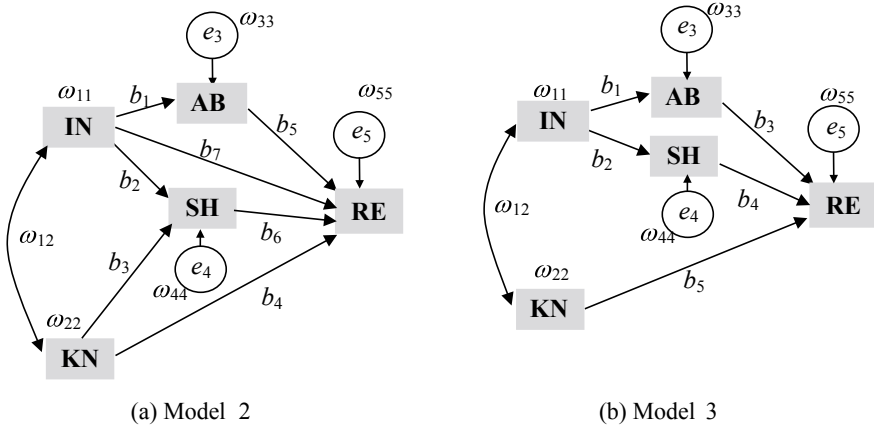 e3 ω33
ω11 b1 AB ω55
IN b5 e5
b7
b2
SH RE
ω12 b6
b3 e4
ω44 b4
ω22
KN
(a) Model 2
e3 ω33
ω11 b1 AB ω55
IN b3 e5
b2 SH
b4 RE
ω12 e4
ω44
ω22 b5
KN
(b) Model 3